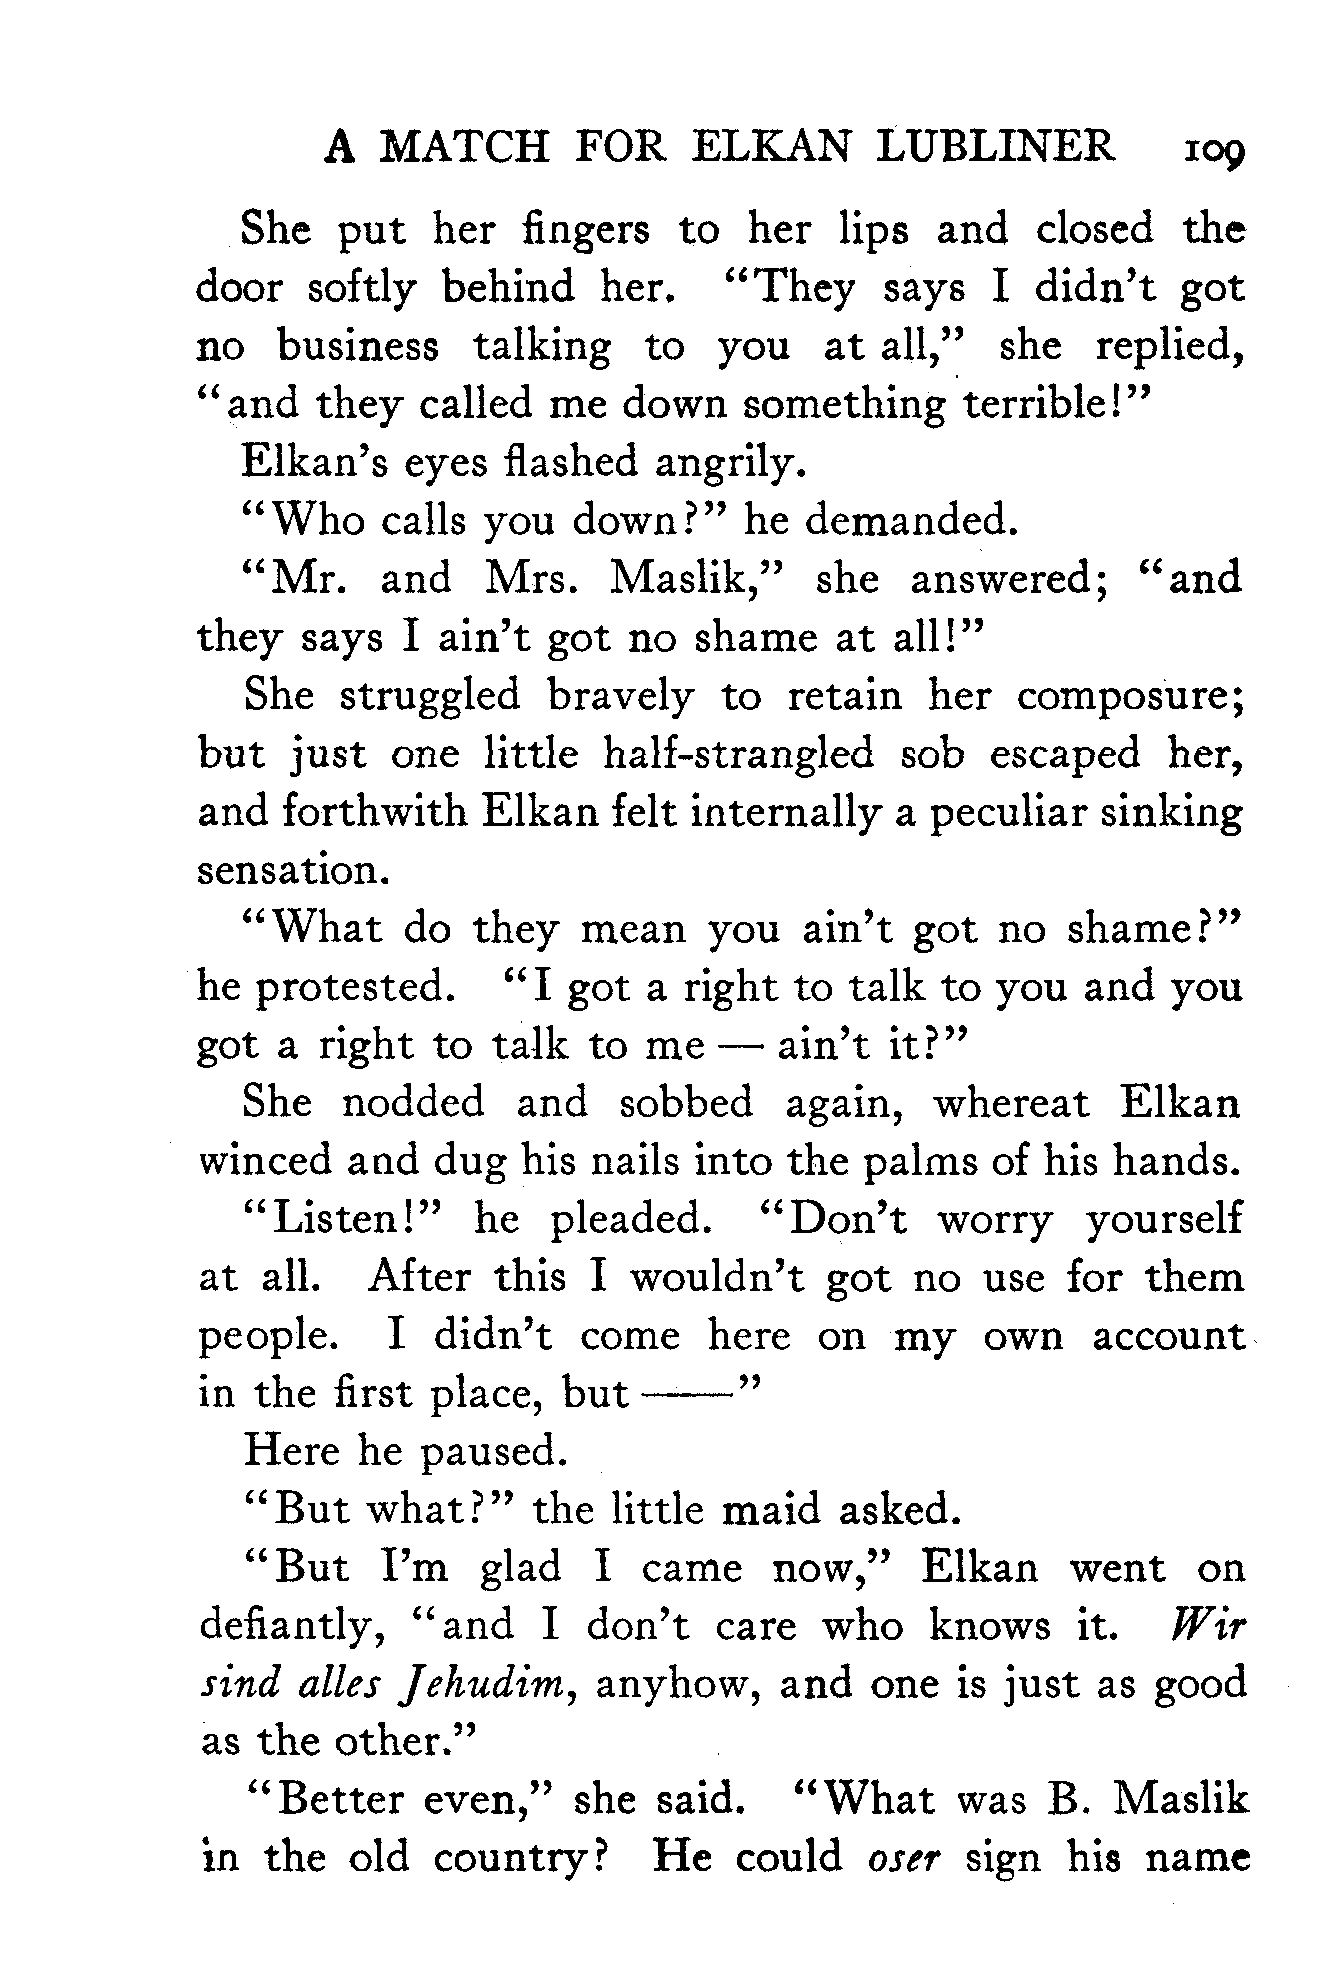 A MATCH FOR ELKAN LUBLINER 109
She put her fingers to her lips and closed the
door softly behind her. “They says I didn’t got
no business talking to you at all,” she replied,
“and they called me down something terrible!”
Elkan’s eyes flashed angrily.
“Who calls you down?” he demanded.
“Mr. and Mrs. Maslik,” she answered; “and
they says I ain’t got no shame at all!”
She struggled bravely to retain her composure;
but just one little half-strangled sob escaped her,
and forthwith Elkan felt internally a peculiar sinking
sensation.
“What do they mean you ain’t got no shame?”
he protested. “I got a right to talk to you and you
got a right to talk to me — ain’t it?”
She nodded and sobbed again, whereat Elkan
winced and dug his nails into the palms of his hands.
“Listen!” he pleaded. “Don’t worry yourself
at all. After this I wouldn’t got no use for them
people. I didn’t come here on my own account
in the first place, but ——”
Here he paused.
“But what?” the little maid asked.
“But I’m glad I came now,” Elkan went on
defiantly, “and I don’t care who knows it. Wir
sind alles Jehudim, anyhow, and one is just as good
as the other.”
“Better even,” she said. “What was B. Maslik
in the old country? He could oser sign his name